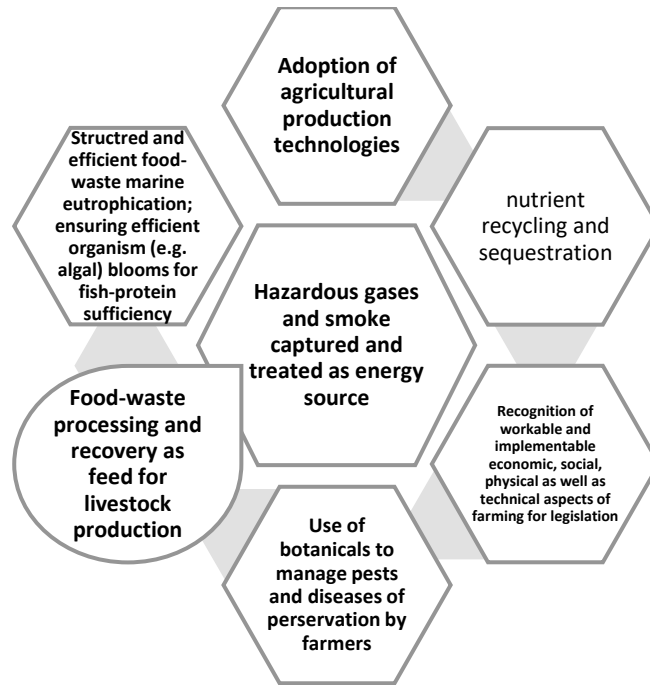 Adoption of
agricultural
production
technologies
nutrient
recycling and
sequestration
Recognition of
workable and
implementable
economic, social,
physical as well as
technical aspects of
farming for legislation
Use of
botanicals to
manage pests
and diseases of
perservation by
farmers
Food-waste
processing and
recovery as
feed for
livestock
production
Structred and
efficient food-
waste marine
eutrophication;
ensuring efficient
organism (e.g.
algal) blooms for
fish-protein
sufficiency
Hazardous gases
and smoke
captured and
treated as energy
source